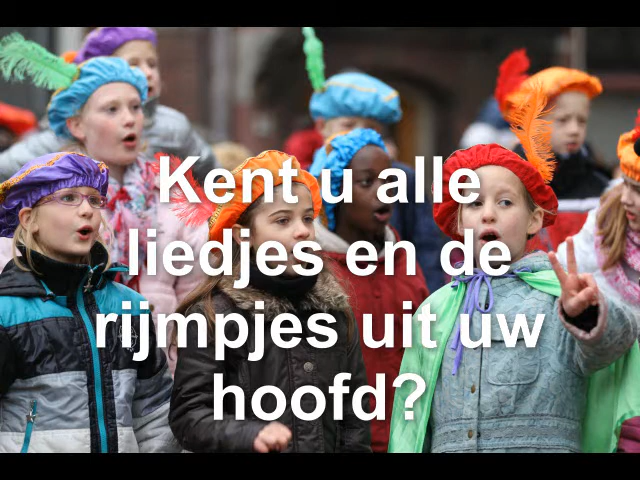 Kent u alle
liedjes en de
rijmpjes uit uw
hoofd?